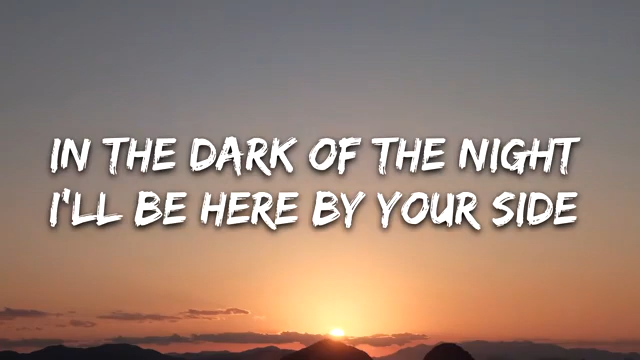 IN THE DARK OF THE NIGHT
I'LL BE HERE BY YOUR SIDE